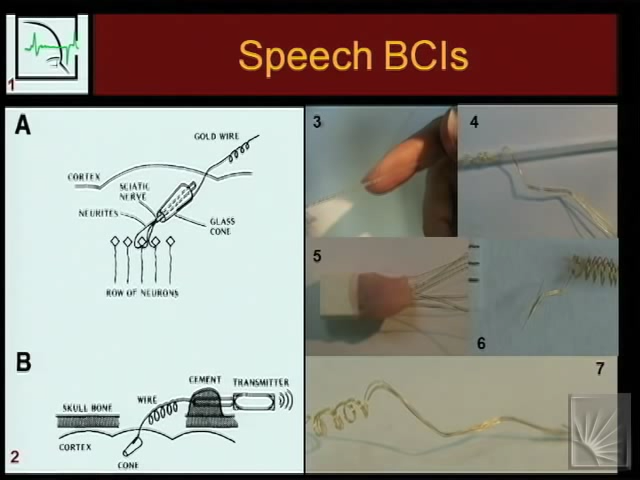 Speech BCIs
1
A
GOLD WIRE
CORTEX
SCIATIC
NERVE
NEURITES
GLASS
CONE
ROW OF NEURONS
B
CEMENT
TRANSMITTER
WIRE
SKULL BONE
CORTEX
CONE
2
3
4
5
6
7